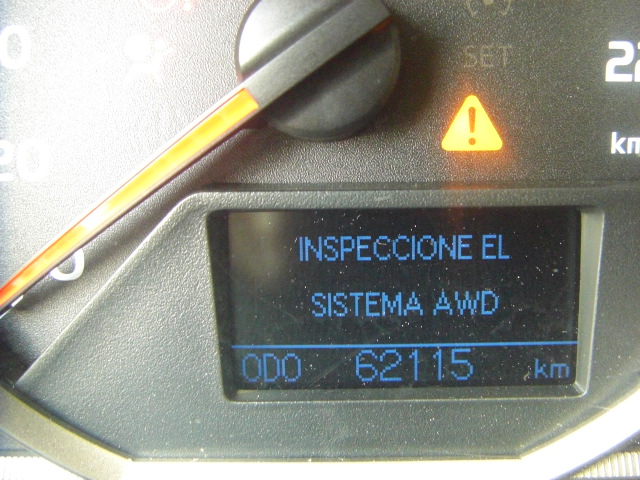 SET
INSPECCIONE EL
SISTEMA AWD
ODO 62115 km